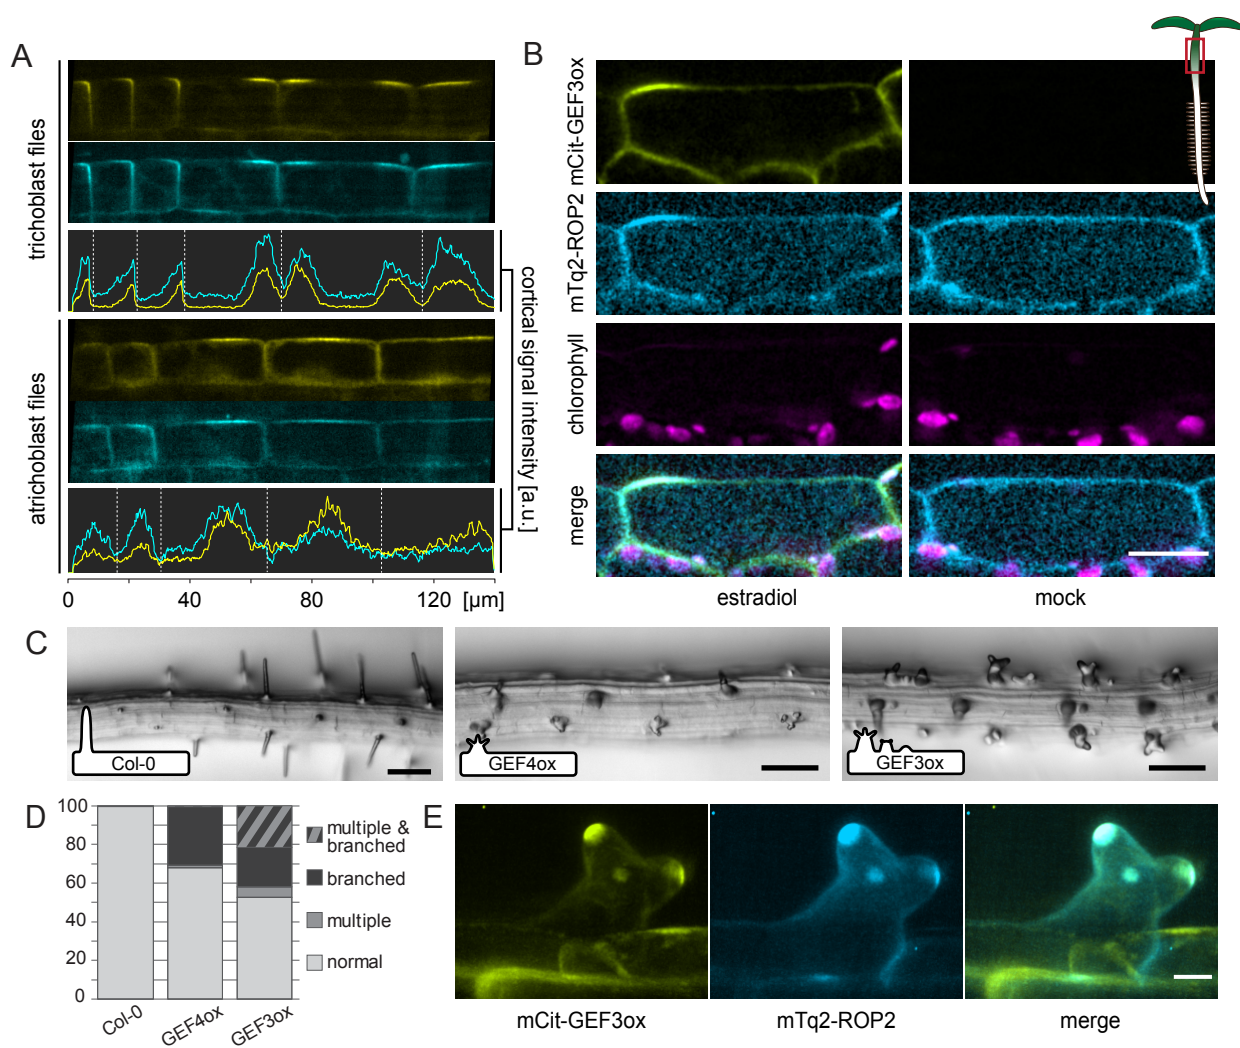 A
trichoblast files
atrichoblast files
cortical signal intensity [a.u.]
0 40 80 120 [µm]
B
mCit-GEF3ox
mTq2-ROP2
chlorophyll
merge
estradiol mock
C
Col-0
GEF4ox
GEF3ox
D
100
80
60
40
20
0
Col-0
GEF4ox
GEF3ox
multiple &
branched
branched
multiple
normal
E
mCit-GEF3ox mTq2-ROP2 merge